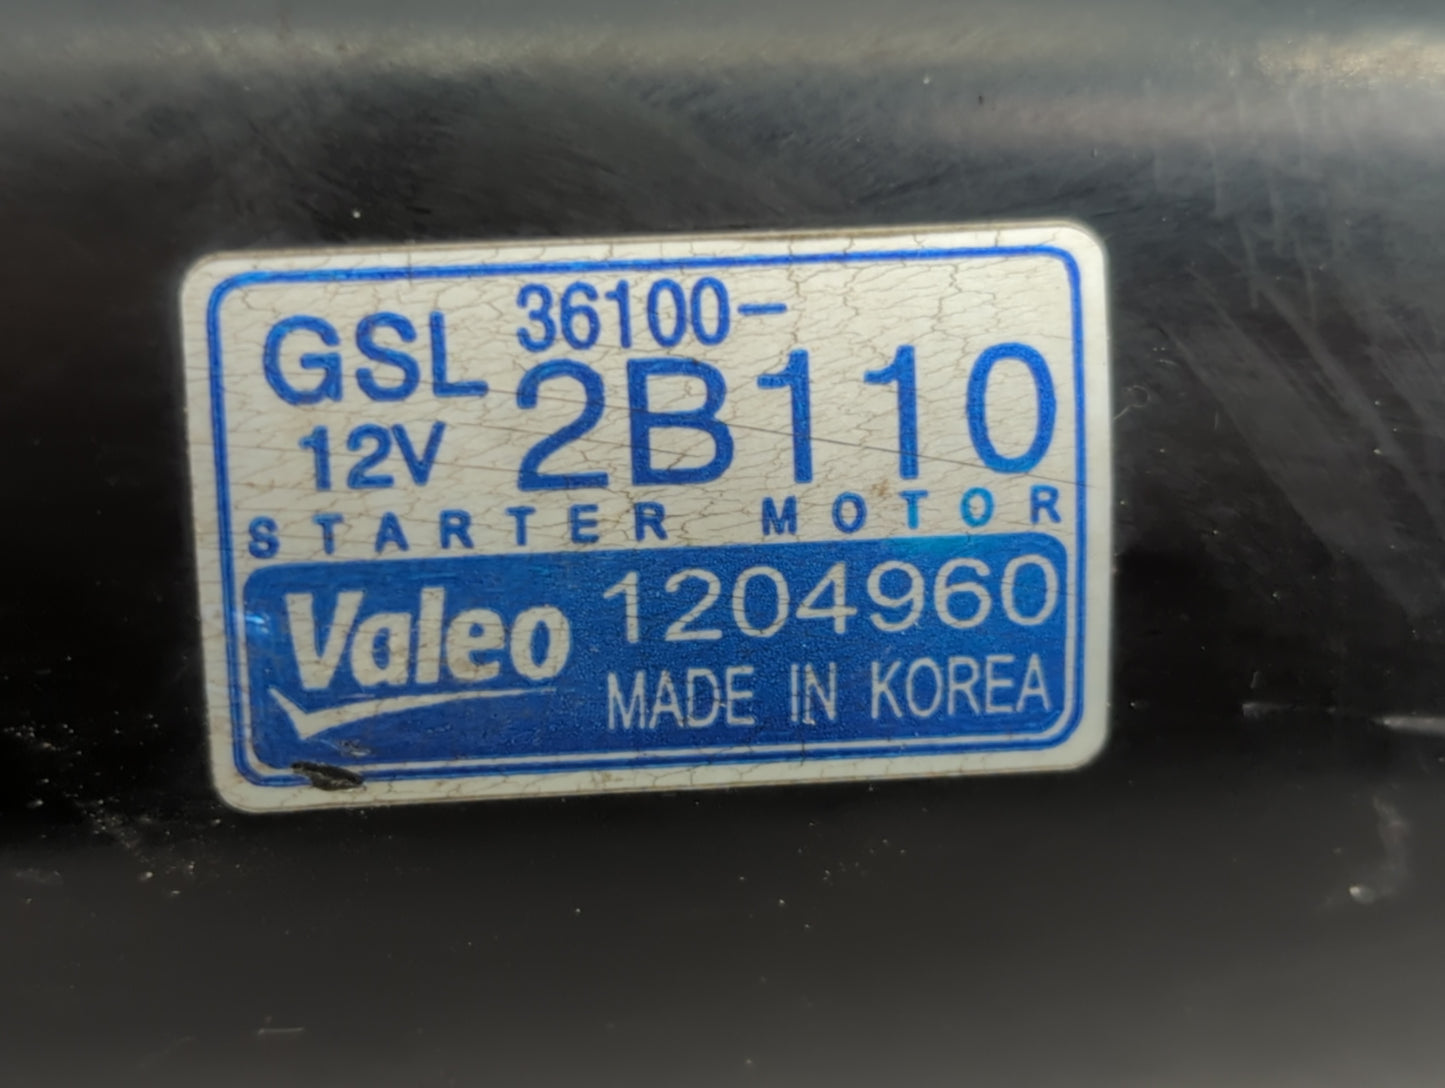 GSL 36100-
12V 2B110
STARTER MOTOR
Valeo 1204960
MADE IN KOREA